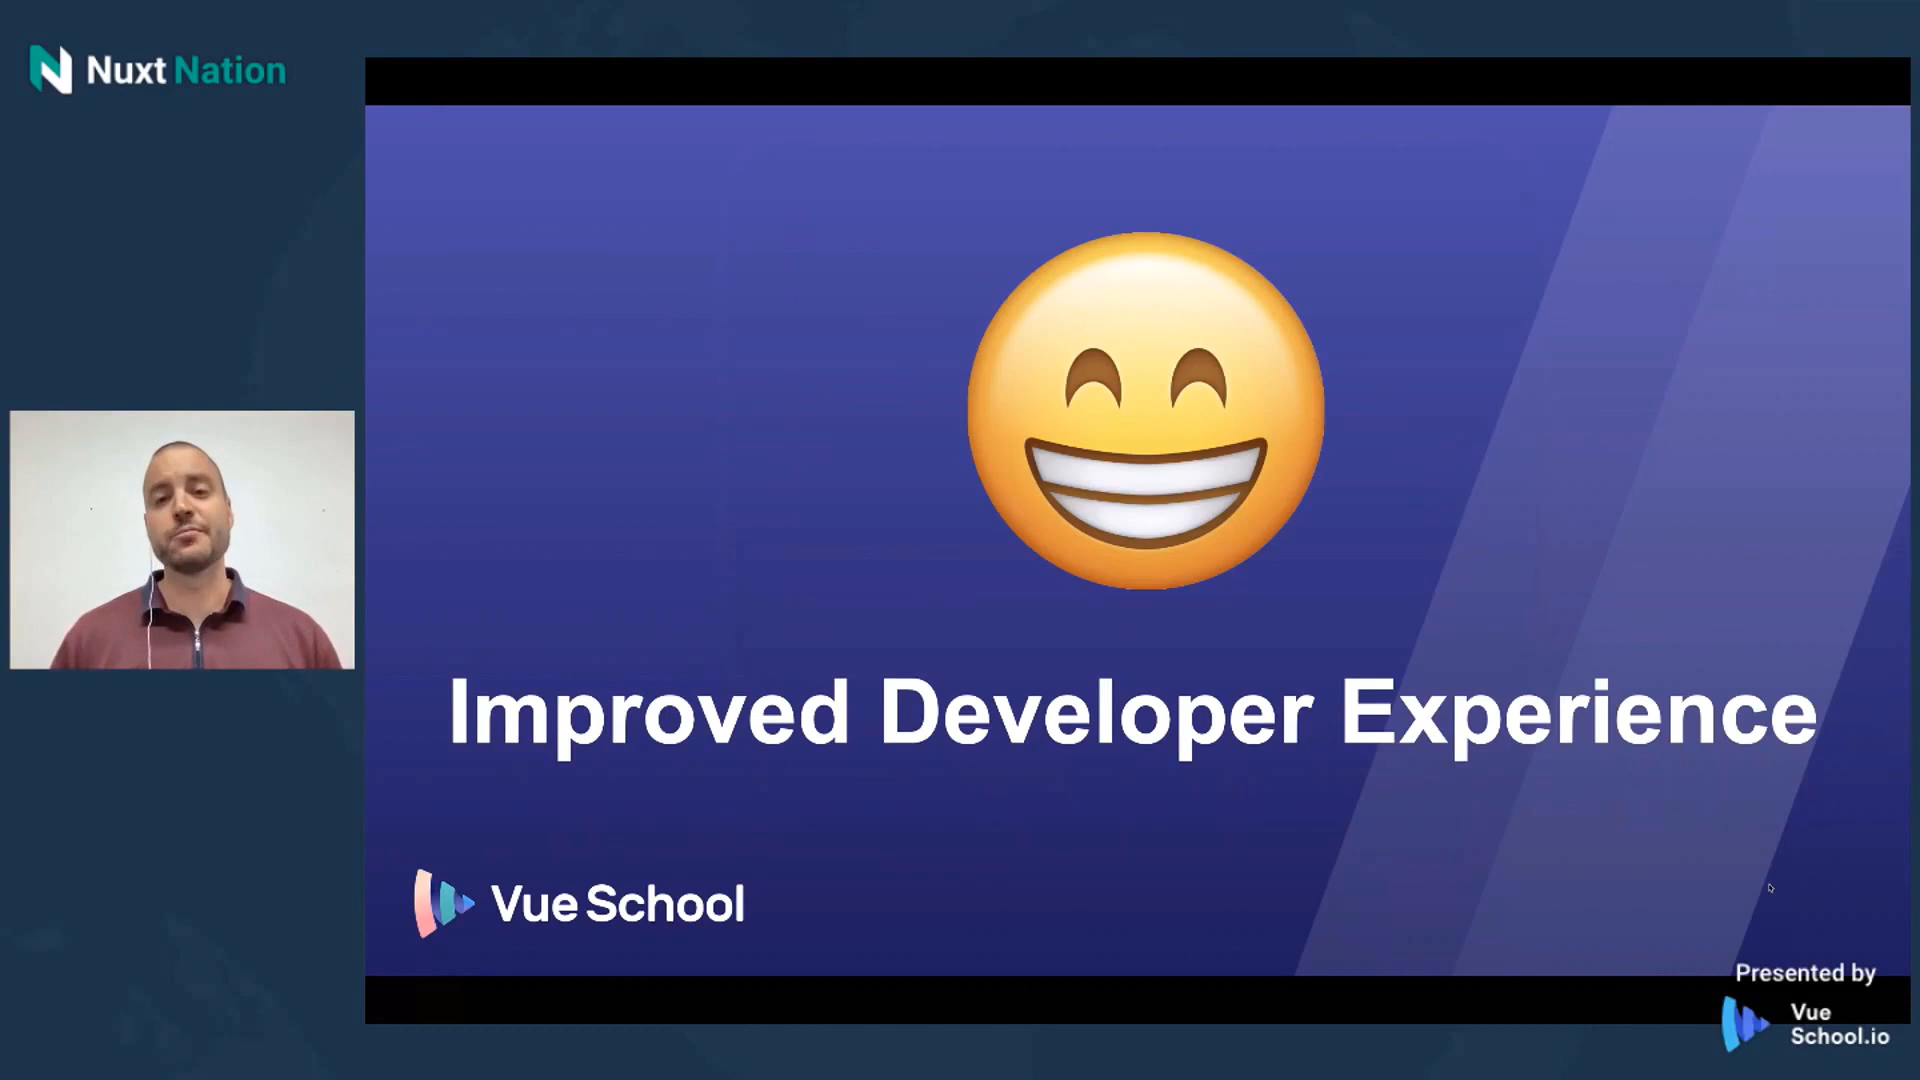 Nuxt Nation
Improved Developer Experience
Vue School
Presented by
Vue
School.io